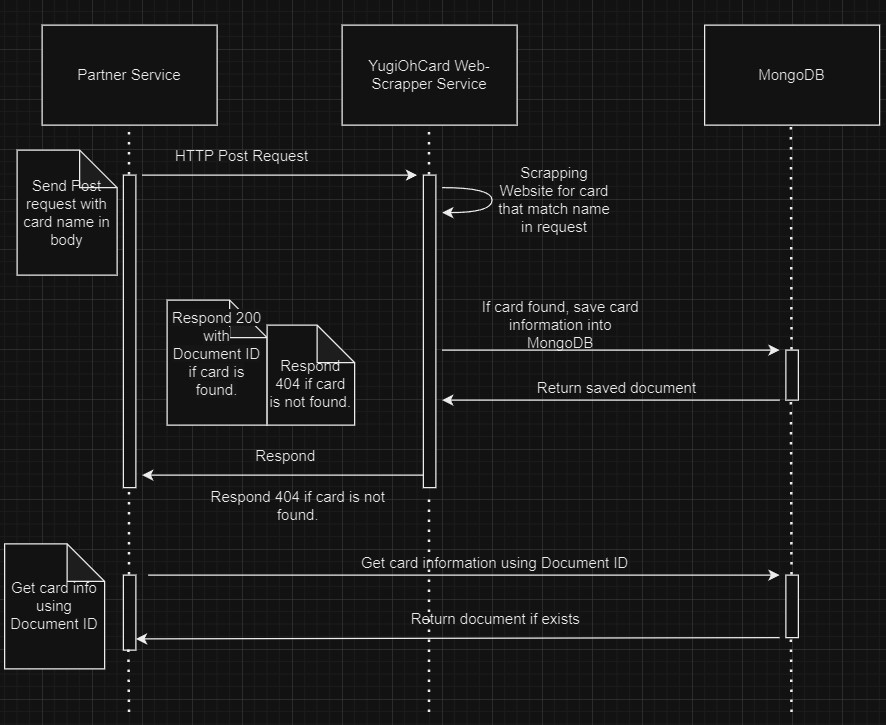 Partner Service
YugiOhCard Web-
Scrapper Service
MongoDB
HTTP Post Request
Send Post
request with
card name in
body
Scrapping
Website for card
that match name
in request
Respond 200
with
Document ID
if card is
found.
Respond
404 if card
is not found.
If card found, save card
information into
MongoDB
Return saved document
Respond
Respond 404 if card is not
found.
Get card information using Document ID
Get card info
using
Document ID
Return document if exists